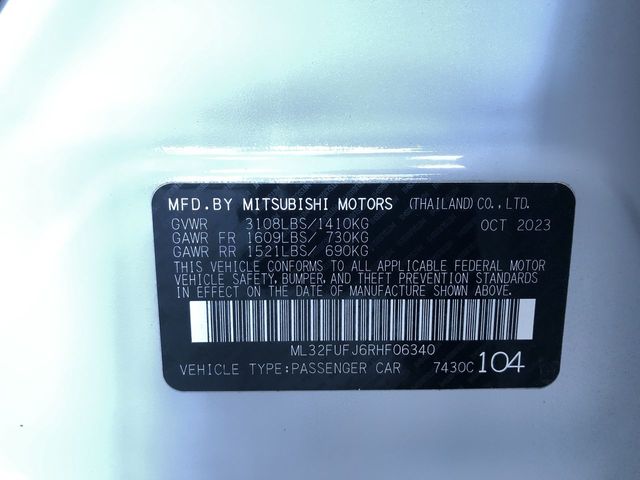 MFD.BY MITSUBISHI MOTORS (THAILAND) CO., LTD.
GVWR 3108LBS/1410KG OCT 2023
GAWR FR 1609LBS/ 730KG
GAWR RR 1521LBS/ 690KG
THIS VEHICLE CONFORMS TO ALL APPLICABLE FEDERAL MOTOR
VEHICLE SAFETY, BUMPER, AND THEFT PREVENTION STANDARDS
IN EFFECT ON THE DATE OF MANUFACTURE SHOWN ABOVE.
ML32FUFJ6RHF06340
VEHICLE TYPE:PASSENGER CAR 7430C 104